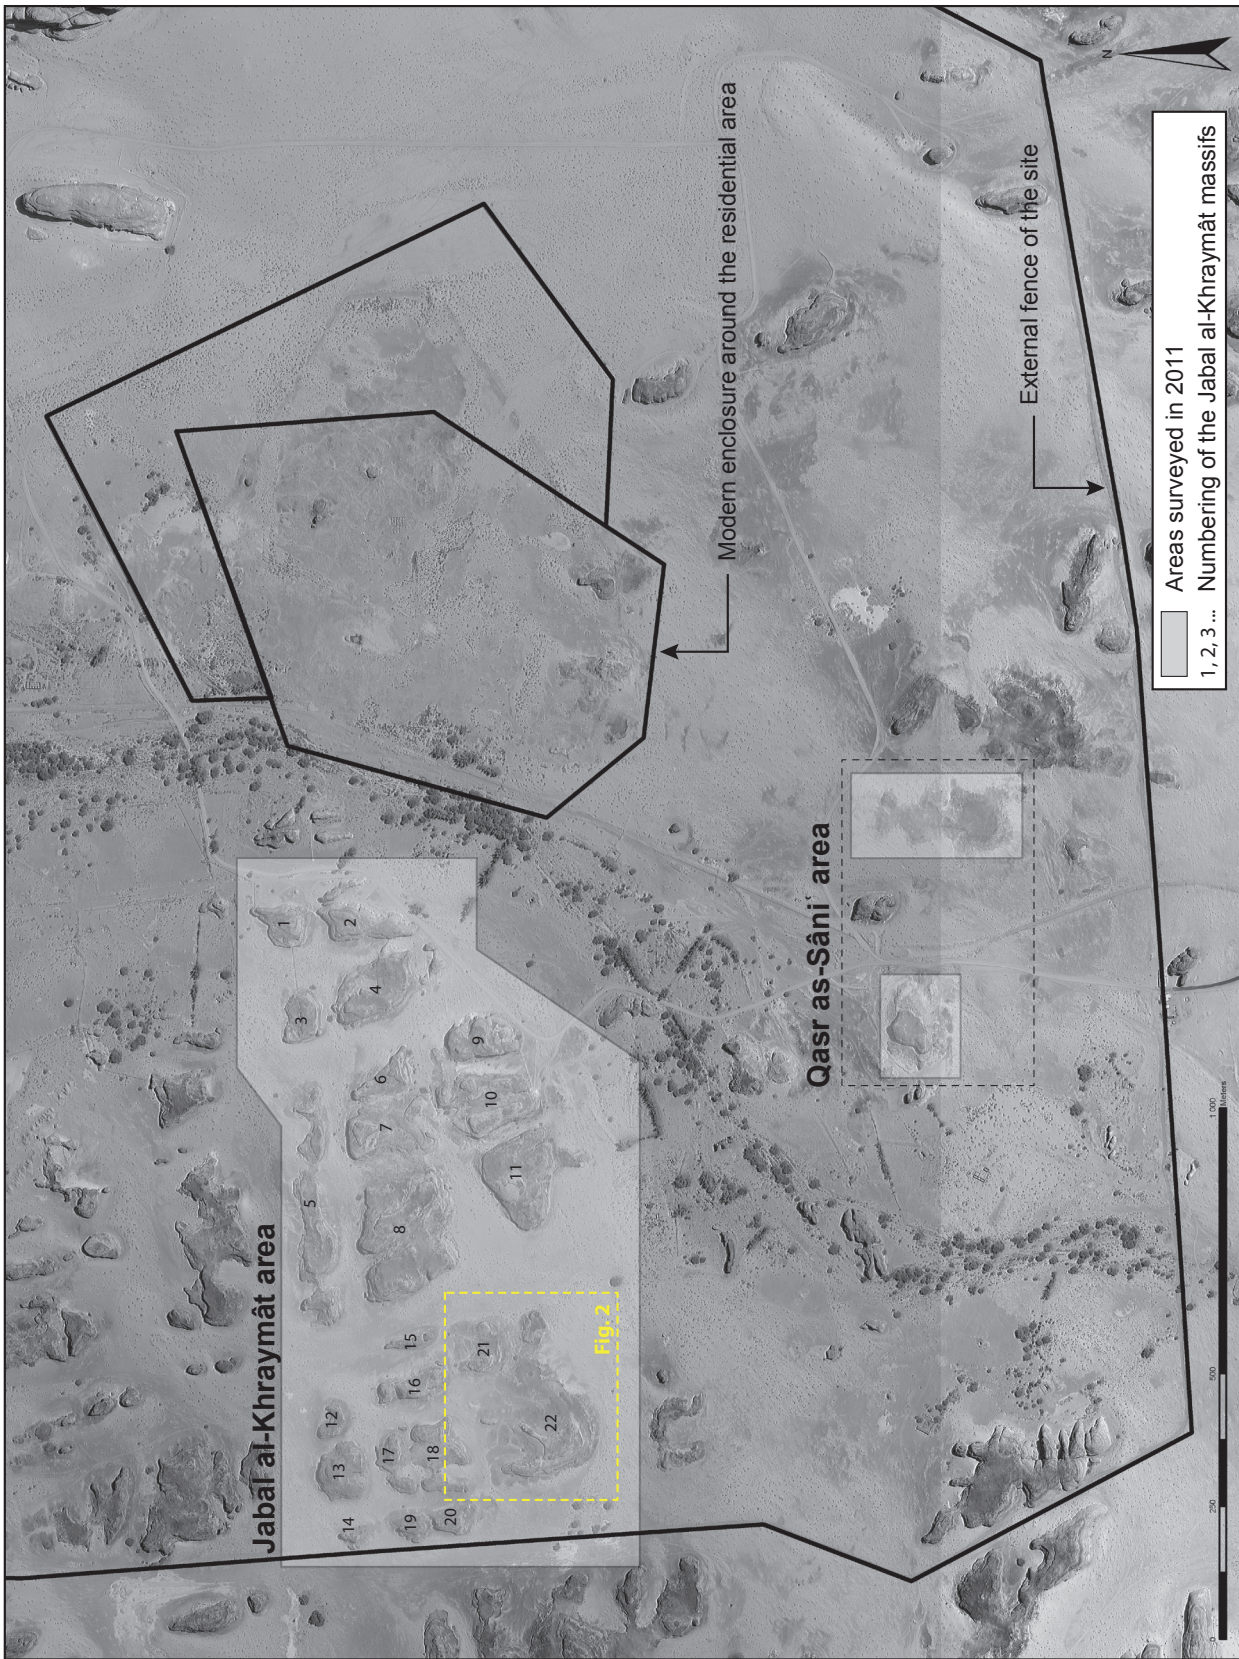 Jabal al-Khraymât area
1
2
3
4
5
6
7
8
9
10
11
12
13
14
15
16
17
18
19
20
21
22
Fig. 2
Qasr as-Sâniʿ area
Modern enclosure around the residential area
External fence of the site
N
Areas surveyed in 2011
1, 2, 3 ... Numbering of the Jabal al-Khraymât massifs
0 250 500 1 000
Meters